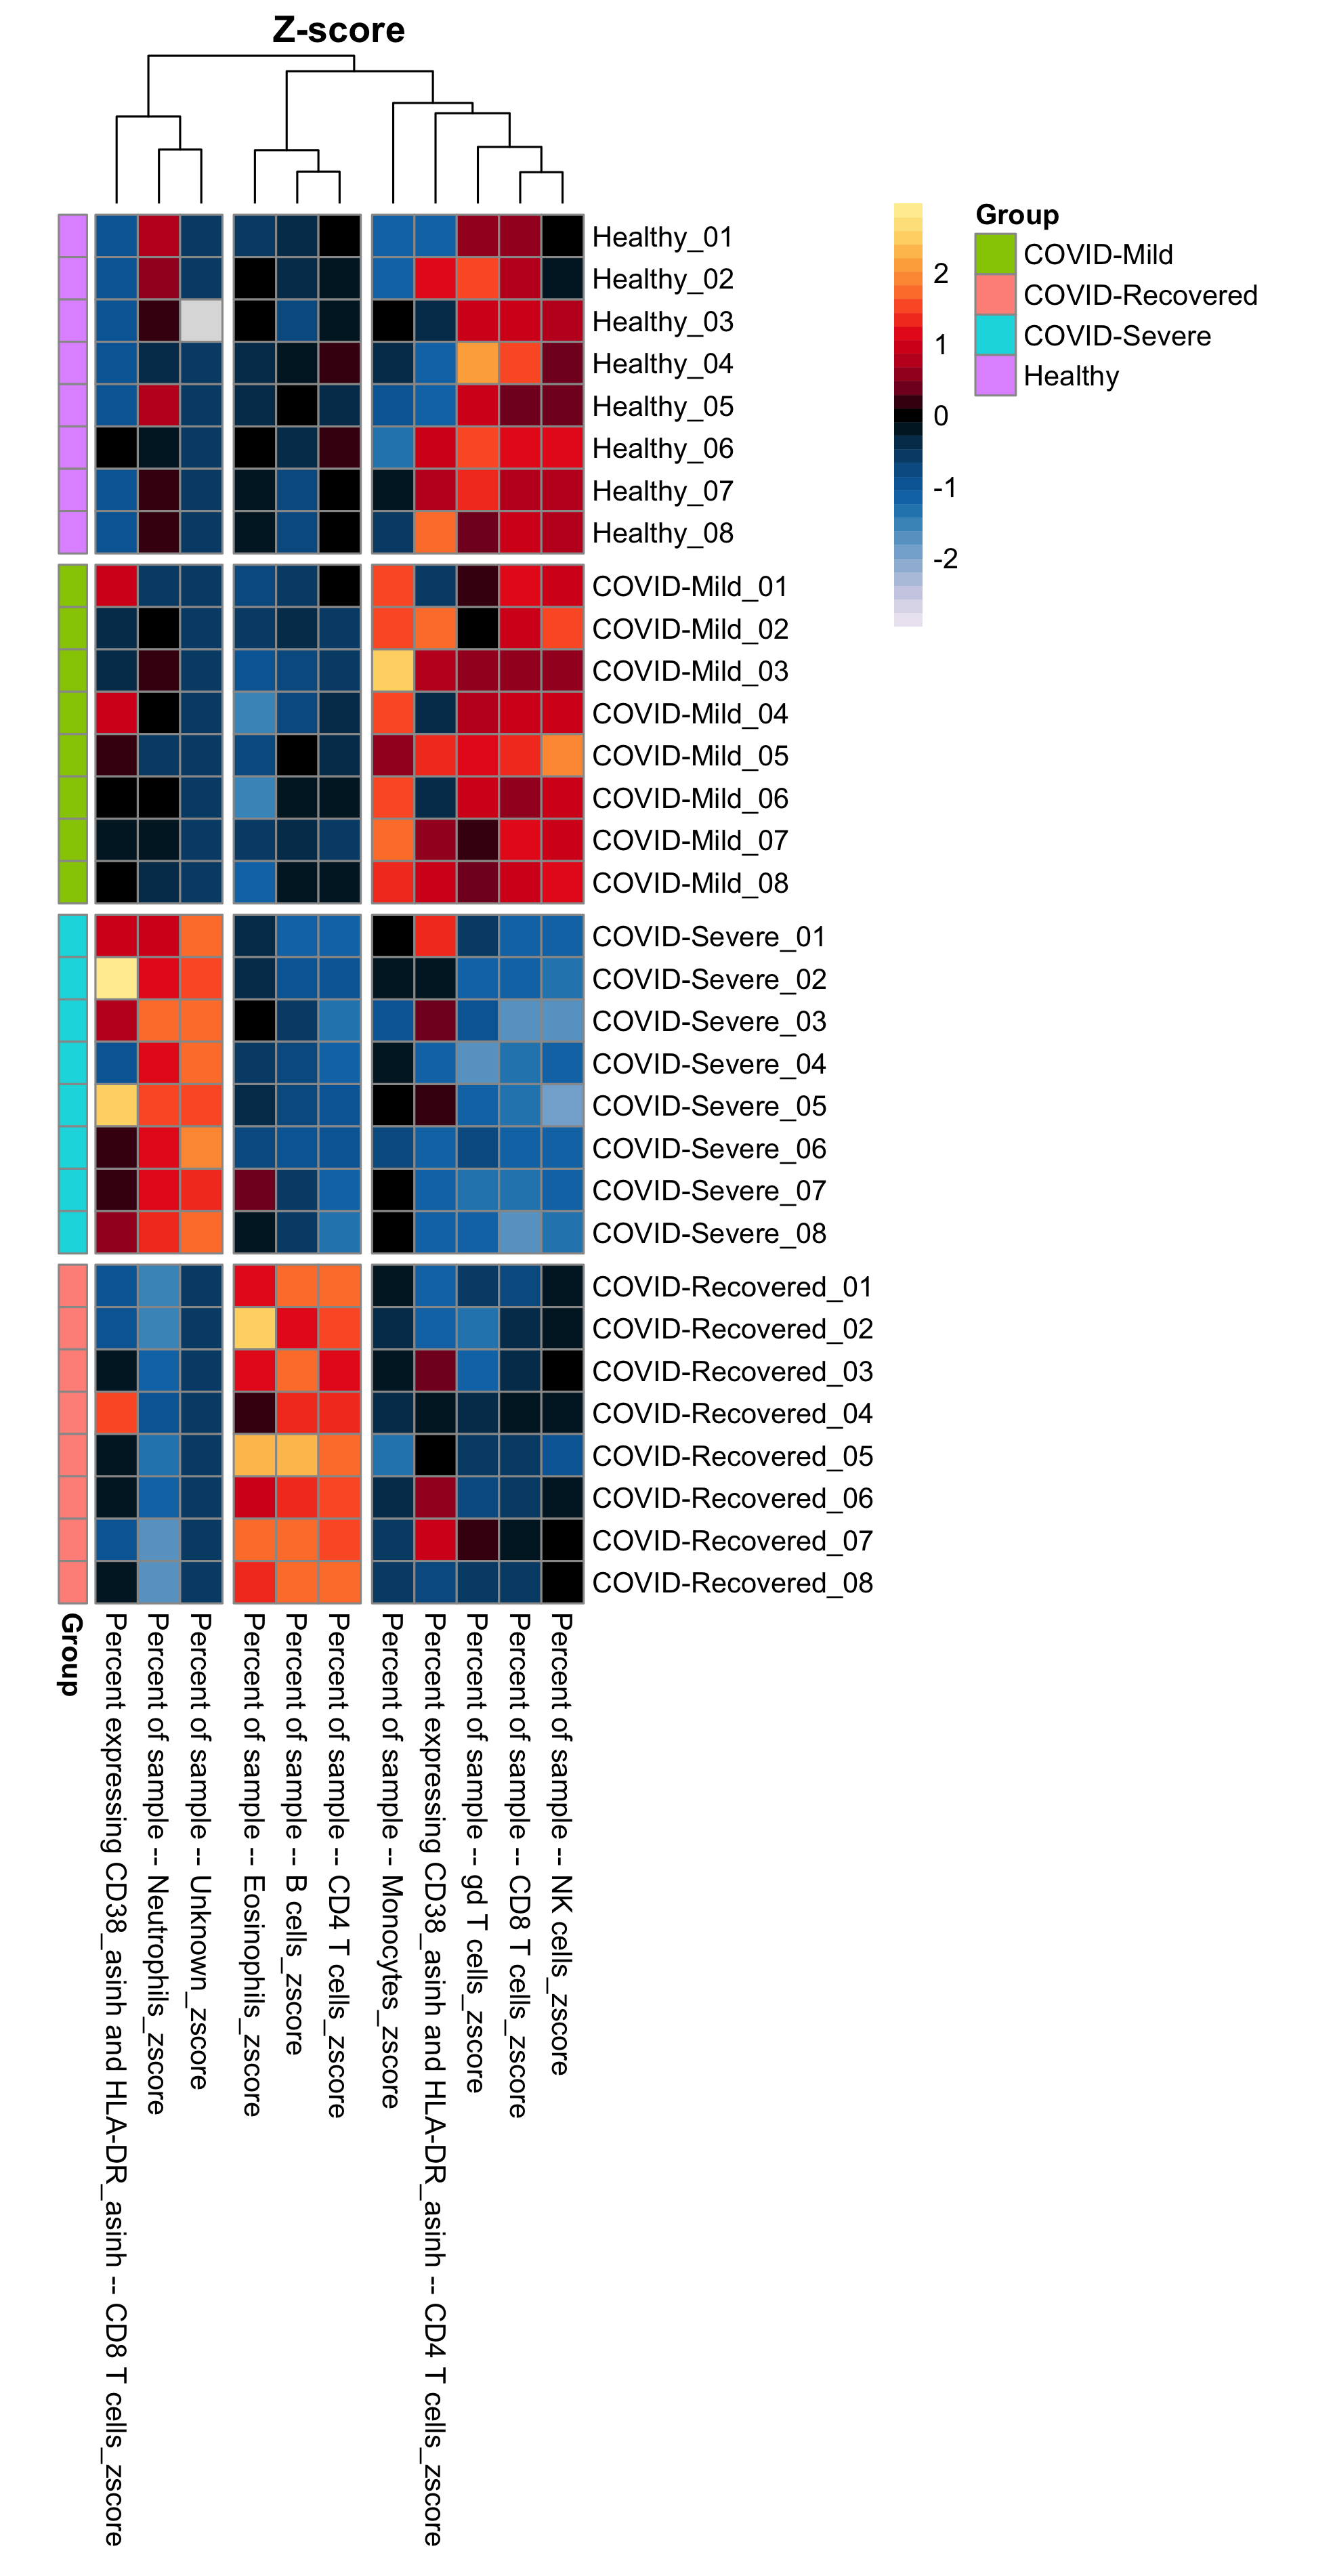 Z-score
Healthy_01
Healthy_02
Healthy_03
Healthy_04
Healthy_05
Healthy_06
Healthy_07
Healthy_08
COVID-Mild_01
COVID-Mild_02
COVID-Mild_03
COVID-Mild_04
COVID-Mild_05
COVID-Mild_06
COVID-Mild_07
COVID-Mild_08
COVID-Severe_01
COVID-Severe_02
COVID-Severe_03
COVID-Severe_04
COVID-Severe_05
COVID-Severe_06
COVID-Severe_07
COVID-Severe_08
COVID-Recovered_01
COVID-Recovered_02
COVID-Recovered_03
COVID-Recovered_04
COVID-Recovered_05
COVID-Recovered_06
COVID-Recovered_07
COVID-Recovered_08
2
1
0
-1
-2
Group
COVID-Mild
COVID-Recovered
COVID-Severe
Healthy
Group
Percent expressing CD38_asinh and HLA-DR_asinh -- CD8 T cells_zscore
Percent of sample -- Neutrophils_zscore
Percent of sample -- Unknown_zscore
Percent of sample -- Eosinophils_zscore
Percent of sample -- B cells_zscore
Percent of sample -- CD4 T cells_zscore
Percent of sample -- Monocytes_zscore
Percent expressing CD38_asinh and HLA-DR_asinh -- CD4 T cells_zscore
Percent of sample -- gd T cells_zscore
Percent of sample -- CD8 T cells_zscore
Percent of sample -- NK cells_zscore